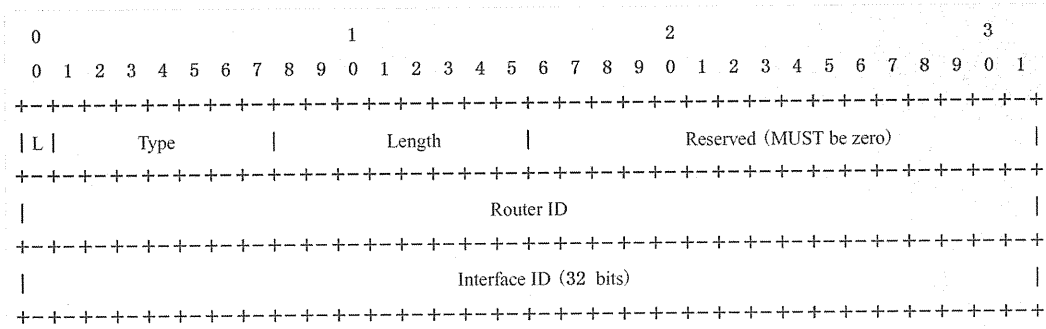 0 1 2 3
0 1 2 3 4 5 6 7 8 9 0 1 2 3 4 5 6 7 8 9 0 1 2 3 4 5 6 7 8 9 0 1
+-+-+-+-+-+-+-+-+-+-+-+-+-+-+-+-+-+-+-+-+-+-+-+-+-+-+-+-+-+-+-+-+
| L | Type | Length | Reserved (MUST be zero) |
+-+-+-+-+-+-+-+-+-+-+-+-+-+-+-+-+-+-+-+-+-+-+-+-+-+-+-+-+-+-+-+-+
| Router ID |
+-+-+-+-+-+-+-+-+-+-+-+-+-+-+-+-+-+-+-+-+-+-+-+-+-+-+-+-+-+-+-+-+
| Interface ID (32 bits) |
+-+-+-+-+-+-+-+-+-+-+-+-+-+-+-+-+-+-+-+-+-+-+-+-+-+-+-+-+-+-+-+-+